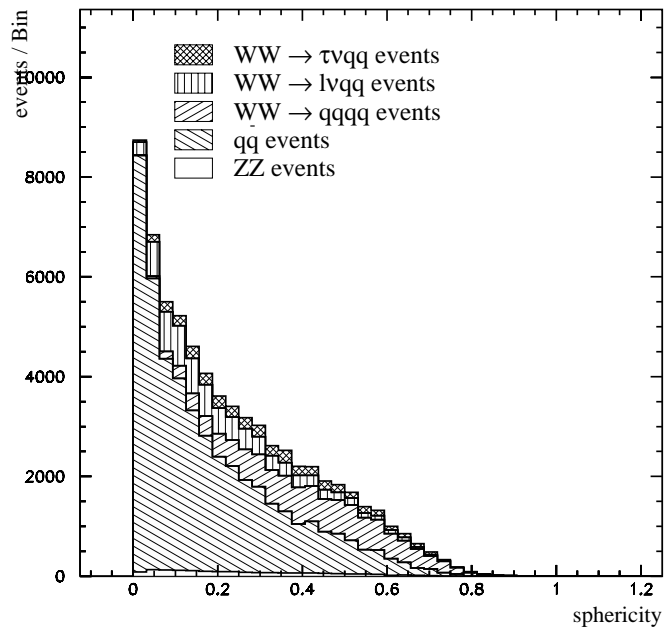 events / Bin
WW → τνqq events
WW → lνqq events
WW → qqqq events
qq̄ events
ZZ events
10000
8000
6000
4000
2000
0
0 0.2 0.4 0.6 0.8 1 1.2
sphericity